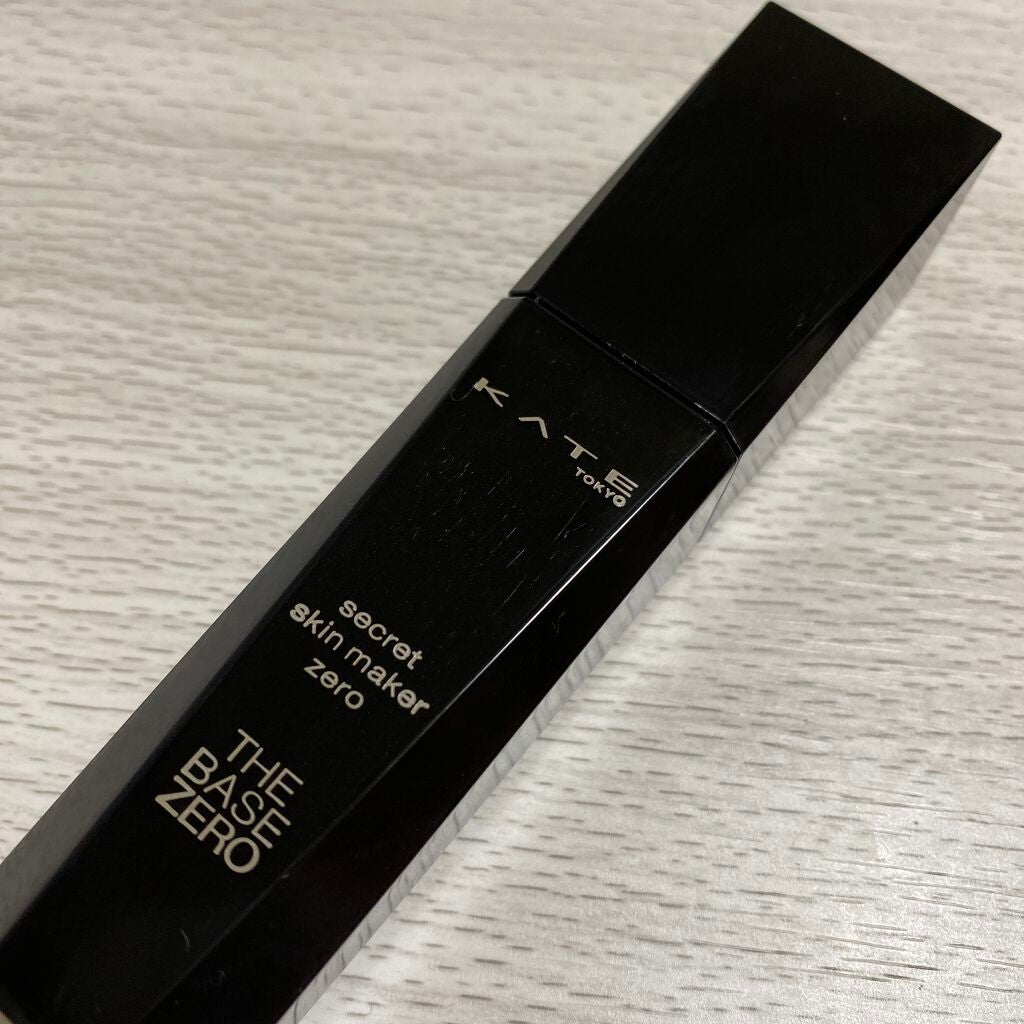 KATE
TOKYO
secret
skin maker
zero
THE
BASE
ZERO